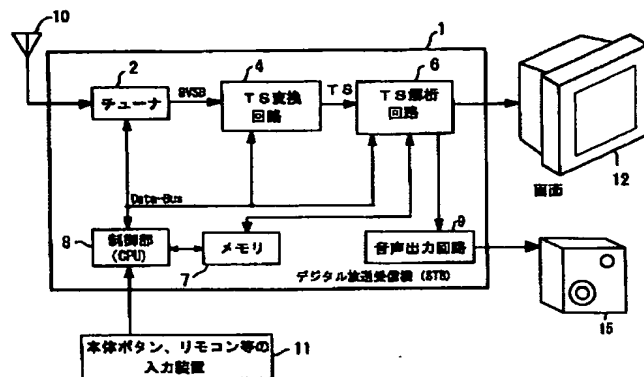 10
1
2
チューナ
8VSB
4
TS変換
回路
TS
6
TS解析
回路
12
画面
Data-Bus
8
制御部
(CPU)
メモリ
7
9
音声出力回路
デジタル放送受信機 (STB)
15
本体ボタン、リモコン等の
入力装置
11